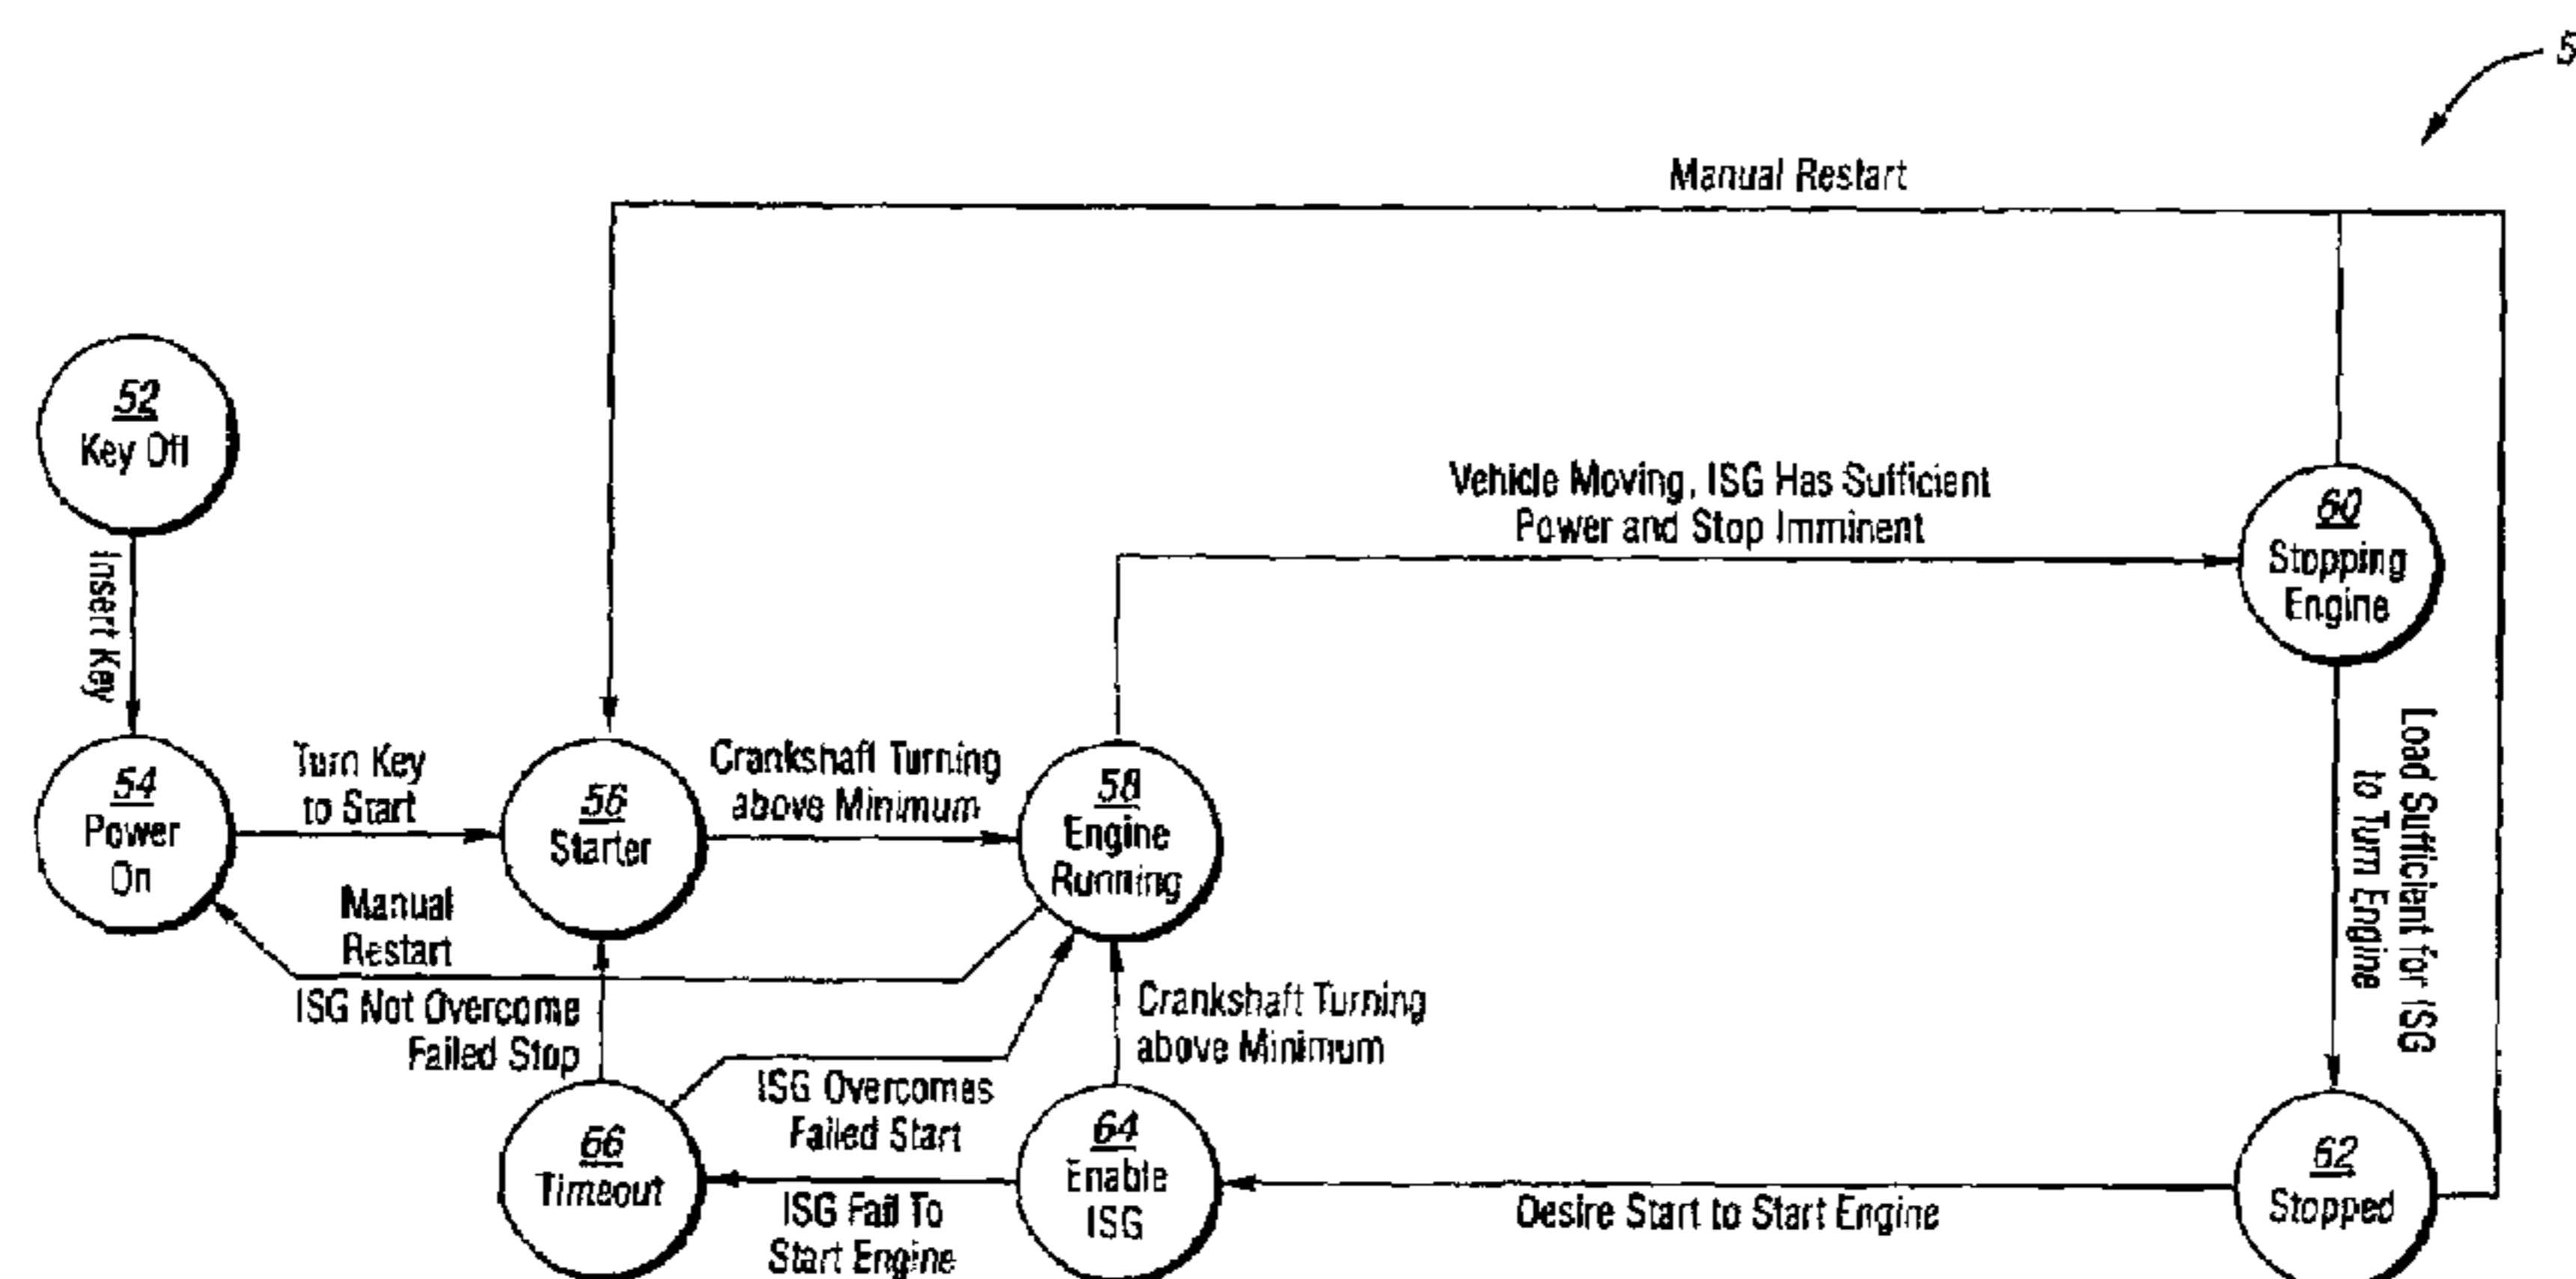 Manual Restart
52
Key Off
Insert Key
Vehicle Moving, ISG Has Sufficient
Power and Stop Imminent
60
Stopping
Engine
54
Power
On
Turn Key
to Start
56
Starter
Crankshaft Turning
above Minimum
58
Engine
Running
Load Sufficient for ISG
to Turn Engine
Manual
Restart
ISG Not Overcome
Failed Stop
Crankshaft Turning
above Minimum
ISG Overcomes
Failed Start
66
Timeout
ISG Fail To
Start Engine
64
Enable
ISG
Desire Start to Start Engine
62
Stopped